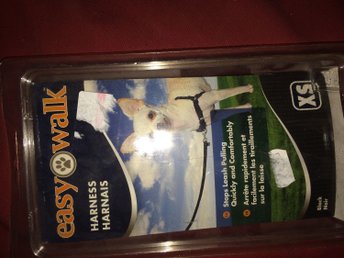 easy walk
HARNESS
HARNAIS
Stops Leash Pulling
Quickly and Comfortably
Arrête rapidement et
facilement les tiraillements
sur la laisse
XS
Black
Noir